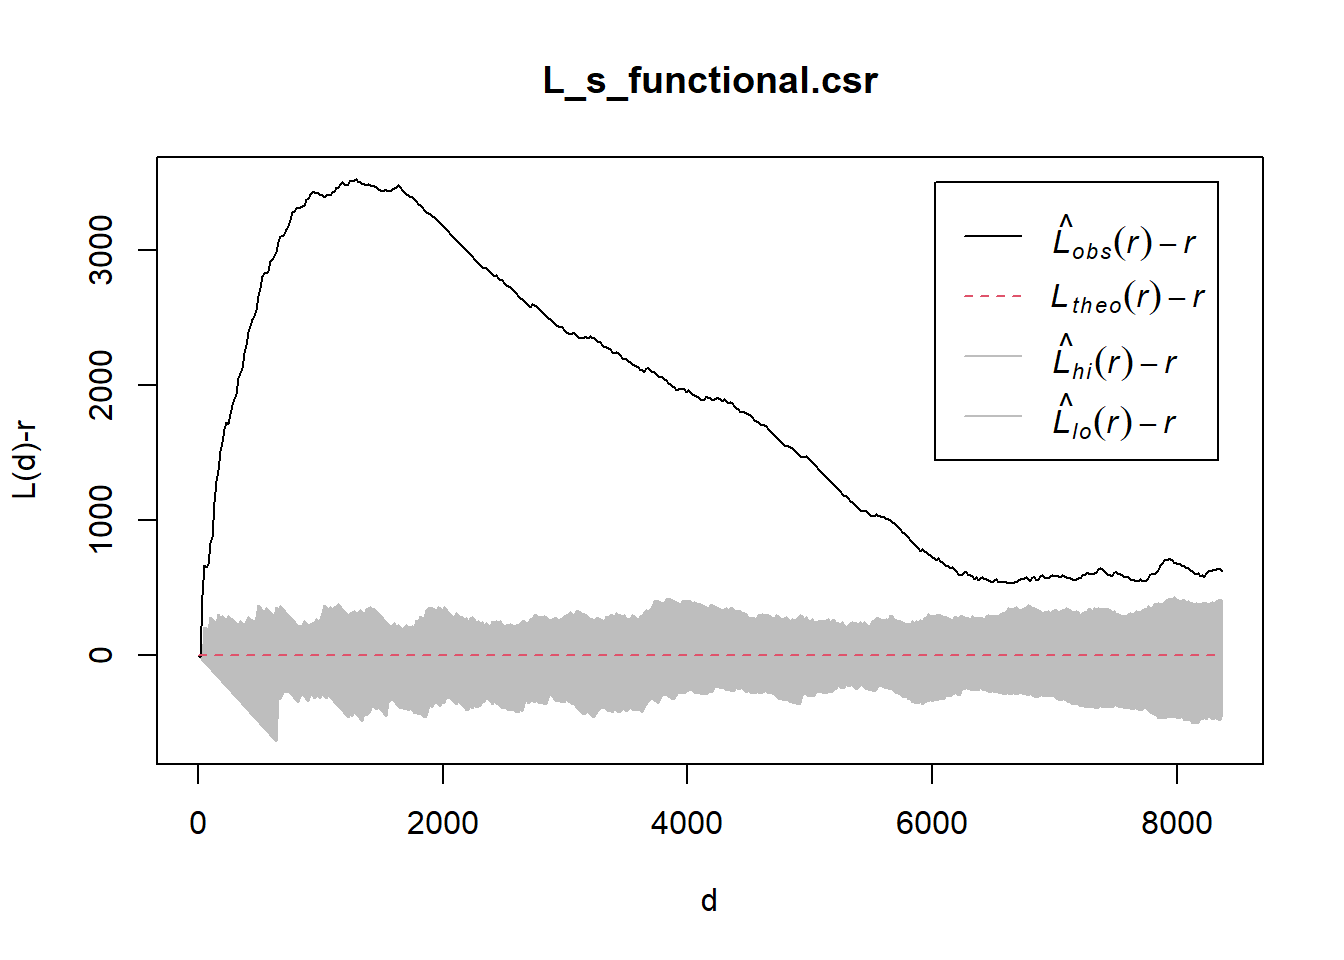 L_s_functional.csr
L(d)-r
3000
2000
1000
0
L̂obs(r) − r
Ltheo(r) − r
L̂hi(r) − r
L̂lo(r) − r
0 2000 4000 6000 8000
d